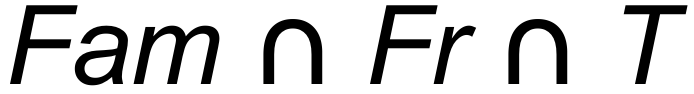 Fam ∩ Fr ∩ T